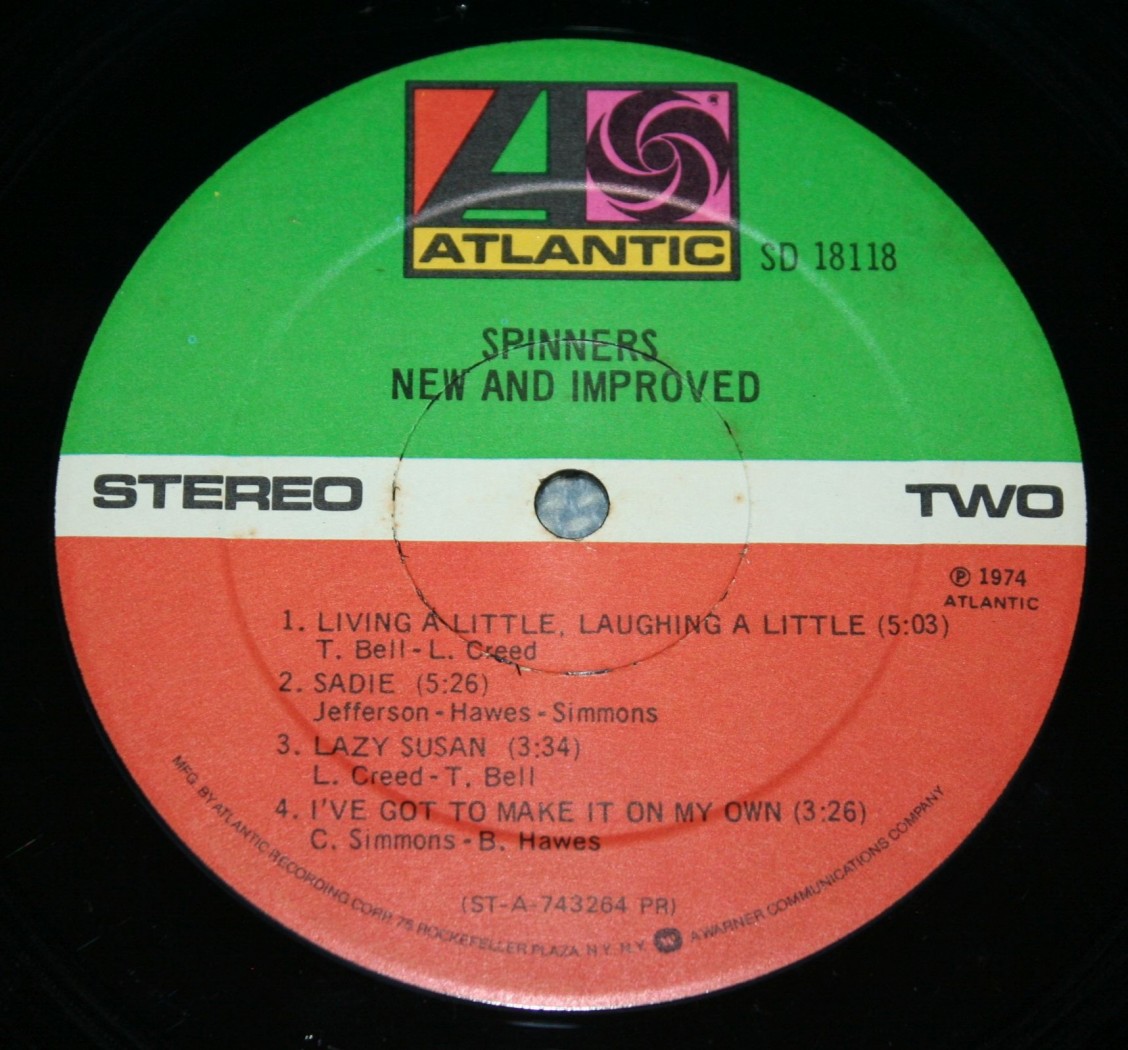 ATLANTIC
SD 18118
SPINNERS
NEW AND IMPROVED
STEREO
TWO
℗ 1974
ATLANTIC
1. LIVING A LITTLE, LAUGHING A LITTLE (5:03)
T. Bell - L. Creed
2. SADIE (5:26)
Jefferson - Hawes - Simmons
3. LAZY SUSAN (3:34)
L. Creed - T. Bell
4. I'VE GOT TO MAKE IT ON MY OWN (3:26)
C. Simmons - B. Hawes
(ST-A-743264 PR)
MFG. BY ATLANTIC RECORDING CORP. 75 ROCKEFELLER PLAZA, N.Y. N.Y. A WARNER COMMUNICATIONS COMPANY